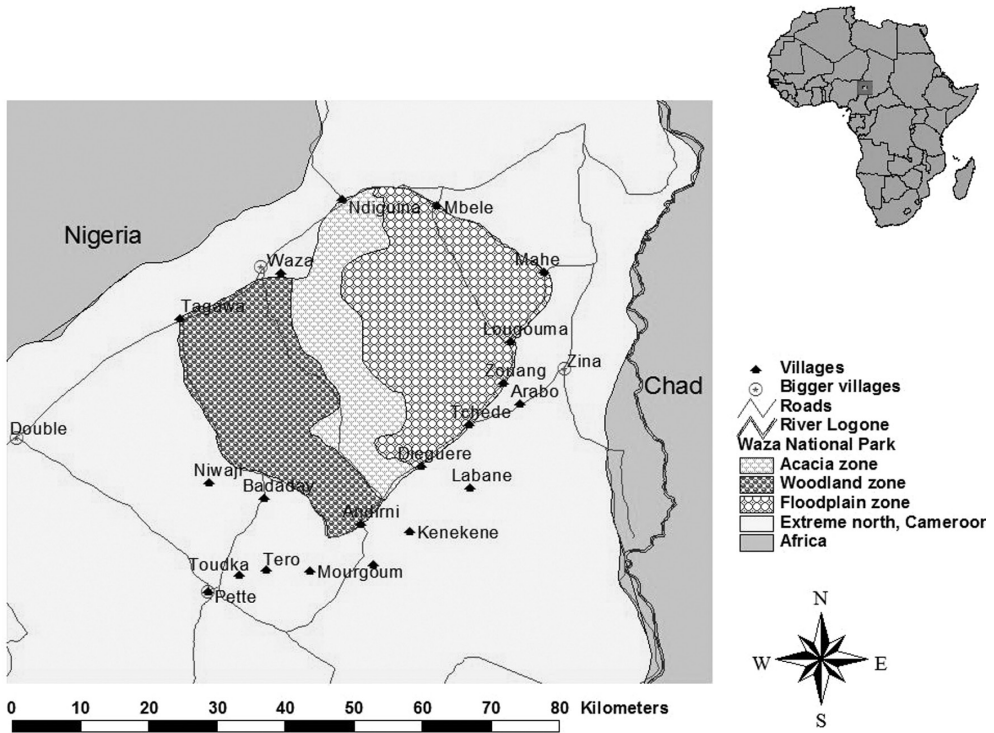 Nigeria
Ndiguina
Mbele
Waza
Mahe
Tagawa
Lougouma
Zina
Zouang
Arabo
Chad
Tchede
Double
Dieguere
Niwaji
Labane
Badaday
Andirni
Kenekene
Toudka
Tero
Mourgoum
Pette
0 10 20 30 40 50 60 70 80 Kilometers
Villages
Bigger villages
Roads
River Logone
Waza National Park
Acacia zone
Woodland zone
Floodplain zone
Extreme north, Cameroon
Africa
N
W E
S